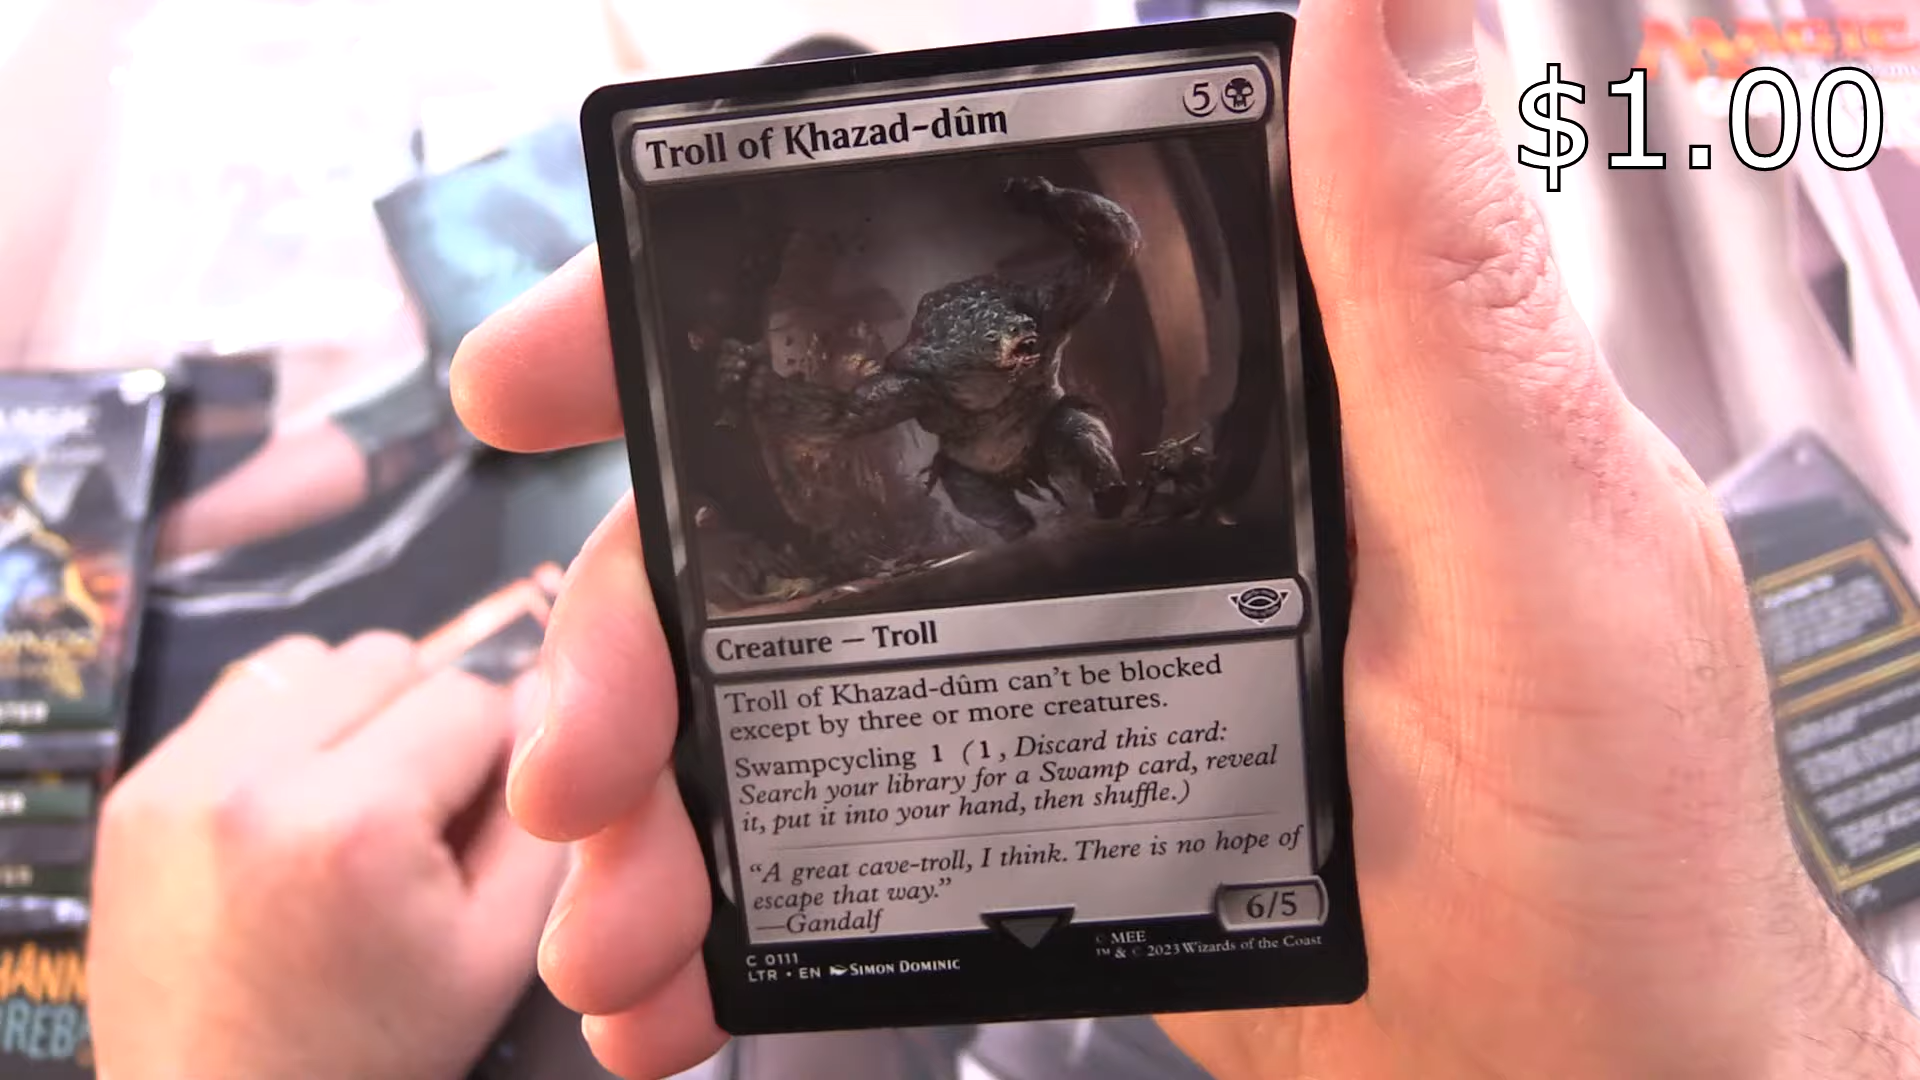 MAGIC
$1.00
Troll of Khazad-dûm
5
Creature — Troll
Troll of Khazad-dûm can't be blocked
except by three or more creatures.
Swampcycling 1 (1, Discard this card:
Search your library for a Swamp card, reveal
it, put it into your hand, then shuffle.)
“A great cave-troll, I think. There is no hope of
escape that way.”
—Gandalf
6/5
C 0111
LTR • EN SIMON DOMINIC
© MEE
™ & © 2023 Wizards of the Coast